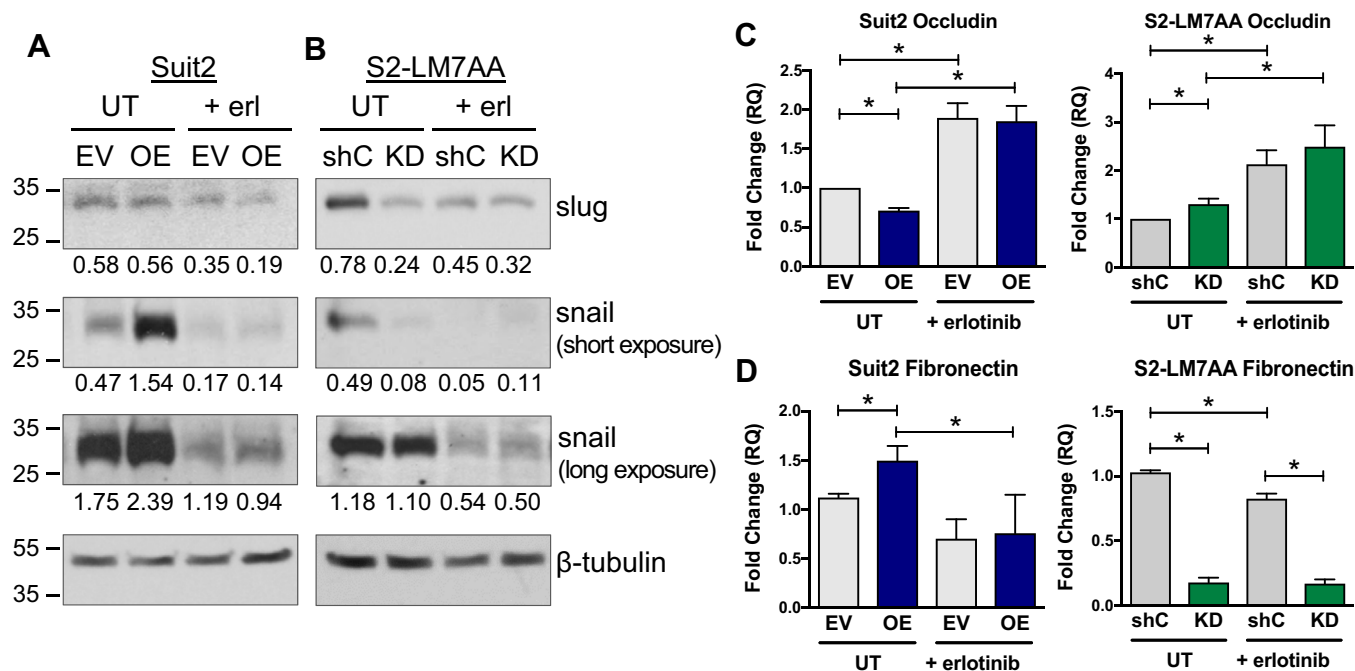 A
Suit2
UT + erl
EV OE EV OE
35
25
0.58 0.56 0.35 0.19
35
25
0.47 1.54 0.17 0.14
35
25
1.75 2.39 1.19 0.94
55
35
B
S2-LM7AA
UT + erl
shC KD shC KD
slug
0.78 0.24 0.45 0.32
snail
(short exposure)
0.49 0.08 0.05 0.11
snail
(long exposure)
1.18 1.10 0.54 0.50
β-tubulin
C
Suit2 Occludin
Fold Change (RQ)
2.5
2.0
1.5
1.0
0.5
0.0
* * * *
EV OE EV OE
UT + erlotinib
S2-LM7AA Occludin
Fold Change (RQ)
4
3
2
1
0
* * *
shC KD shC KD
UT + erlotinib
D
Suit2 Fibronectin
Fold Change (RQ)
2.0
1.5
1.0
0.5
0.0
* *
EV OE EV OE
UT + erlotinib
S2-LM7AA Fibronectin
Fold Change (RQ)
1.5
1.0
0.5
0.0
* * *
shC KD shC KD
UT + erlotinib